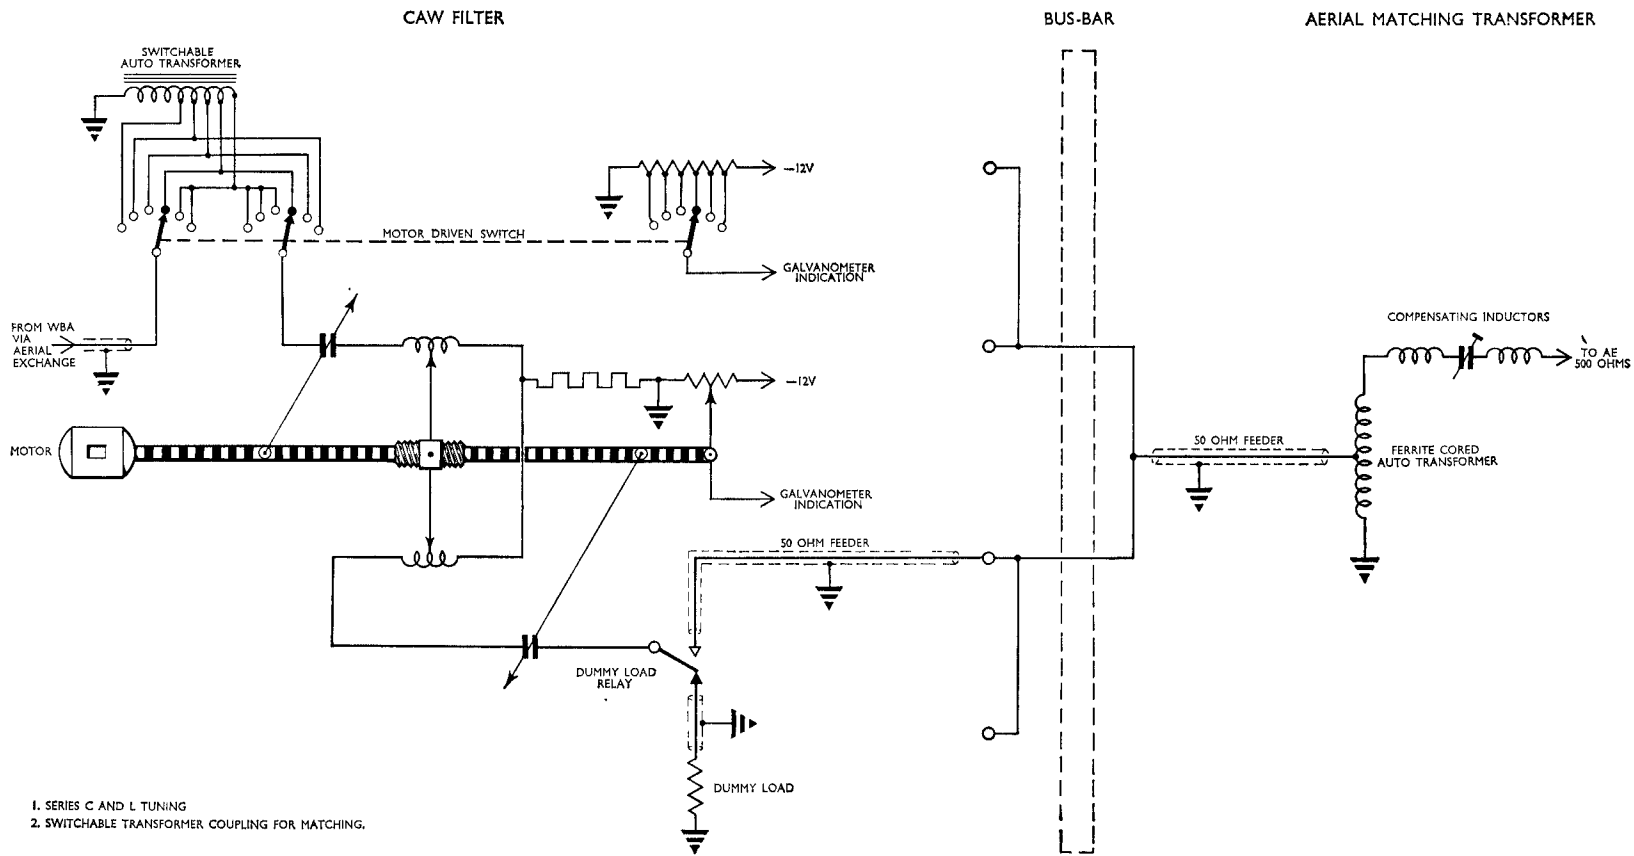 CAW FILTER
BUS-BAR
AERIAL MATCHING TRANSFORMER
SWITCHABLE
AUTO TRANSFORMER
—12V
MOTOR DRIVEN SWITCH
GALVANOMETER
INDICATION
FROM WBA
VIA
AERIAL
EXCHANGE
COMPENSATING INDUCTORS
TO AE
500 OHMS
—12V
MOTOR
50 OHM FEEDER
FERRITE CORED
AUTO TRANSFORMER
GALVANOMETER
INDICATION
50 OHM FEEDER
DUMMY LOAD
RELAY
DUMMY LOAD
1. SERIES C AND L TUNING
2. SWITCHABLE TRANSFORMER COUPLING FOR MATCHING.